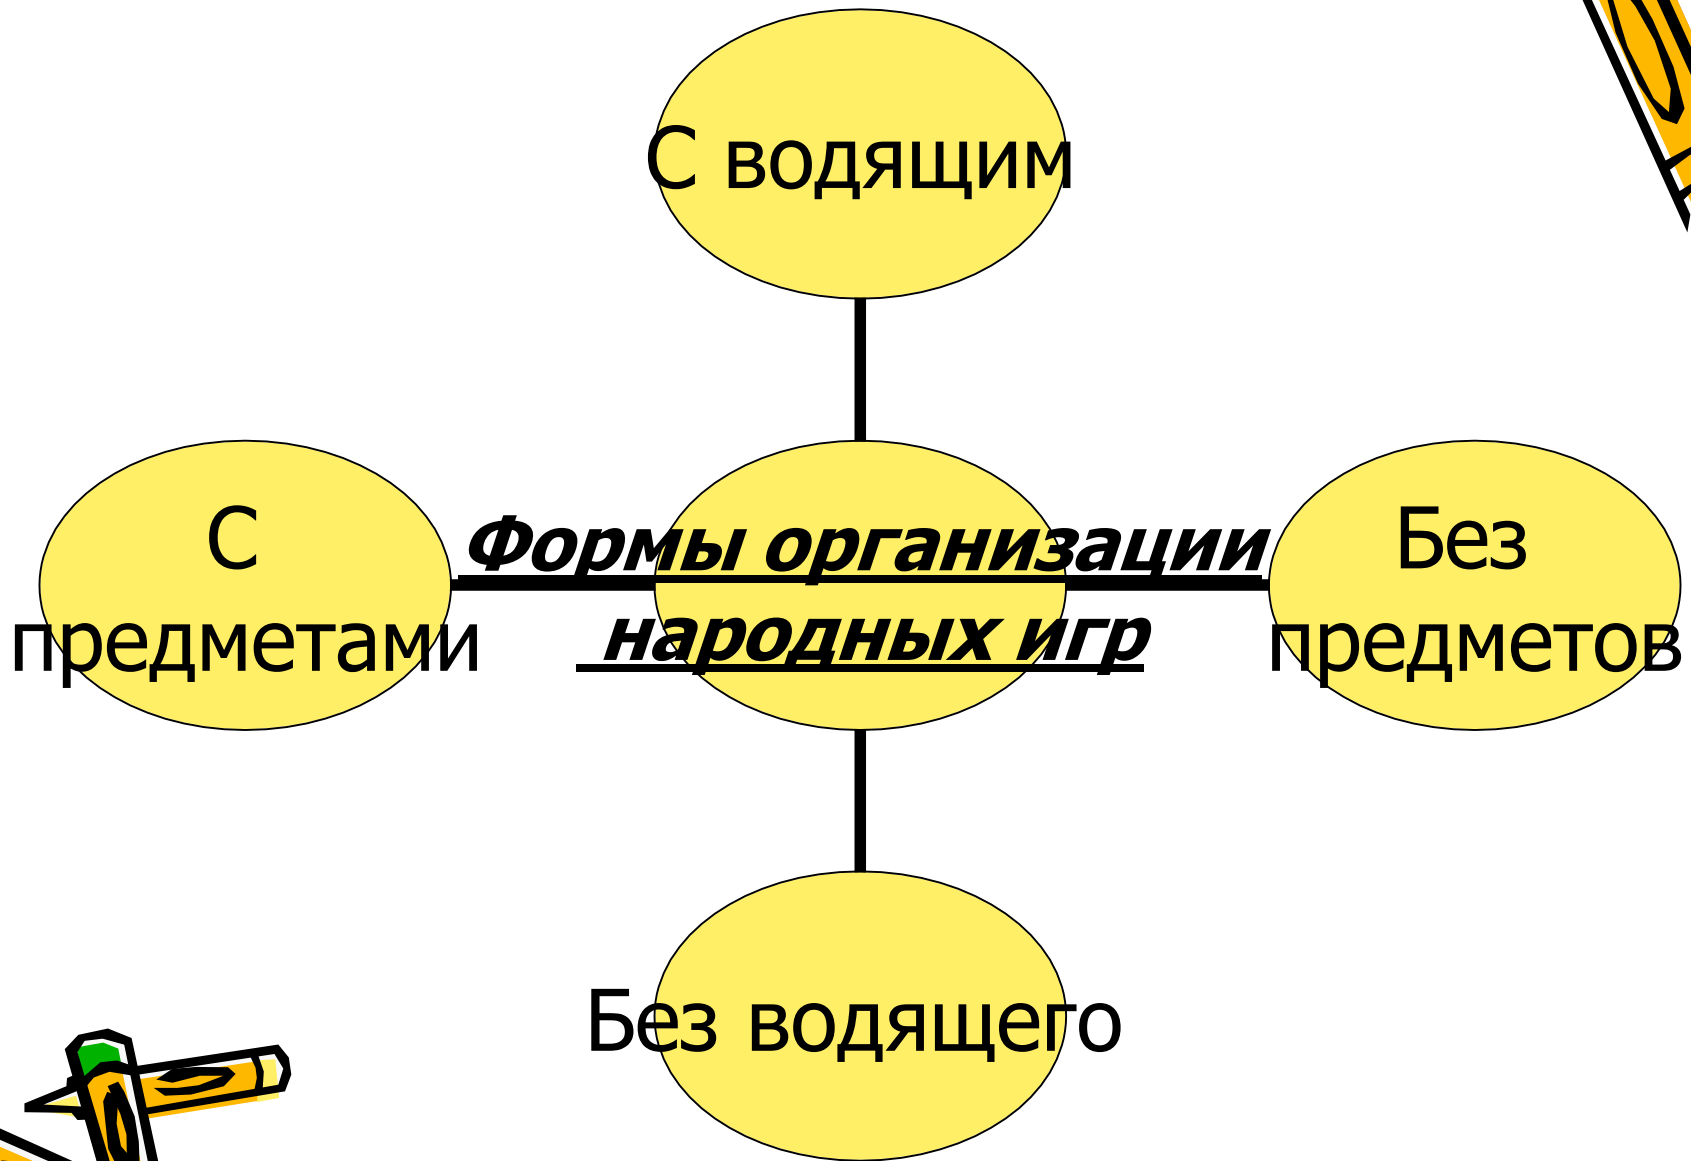 С водящим
С
предметами
Формы организации
народных игр
Без
предметов
Без водящего